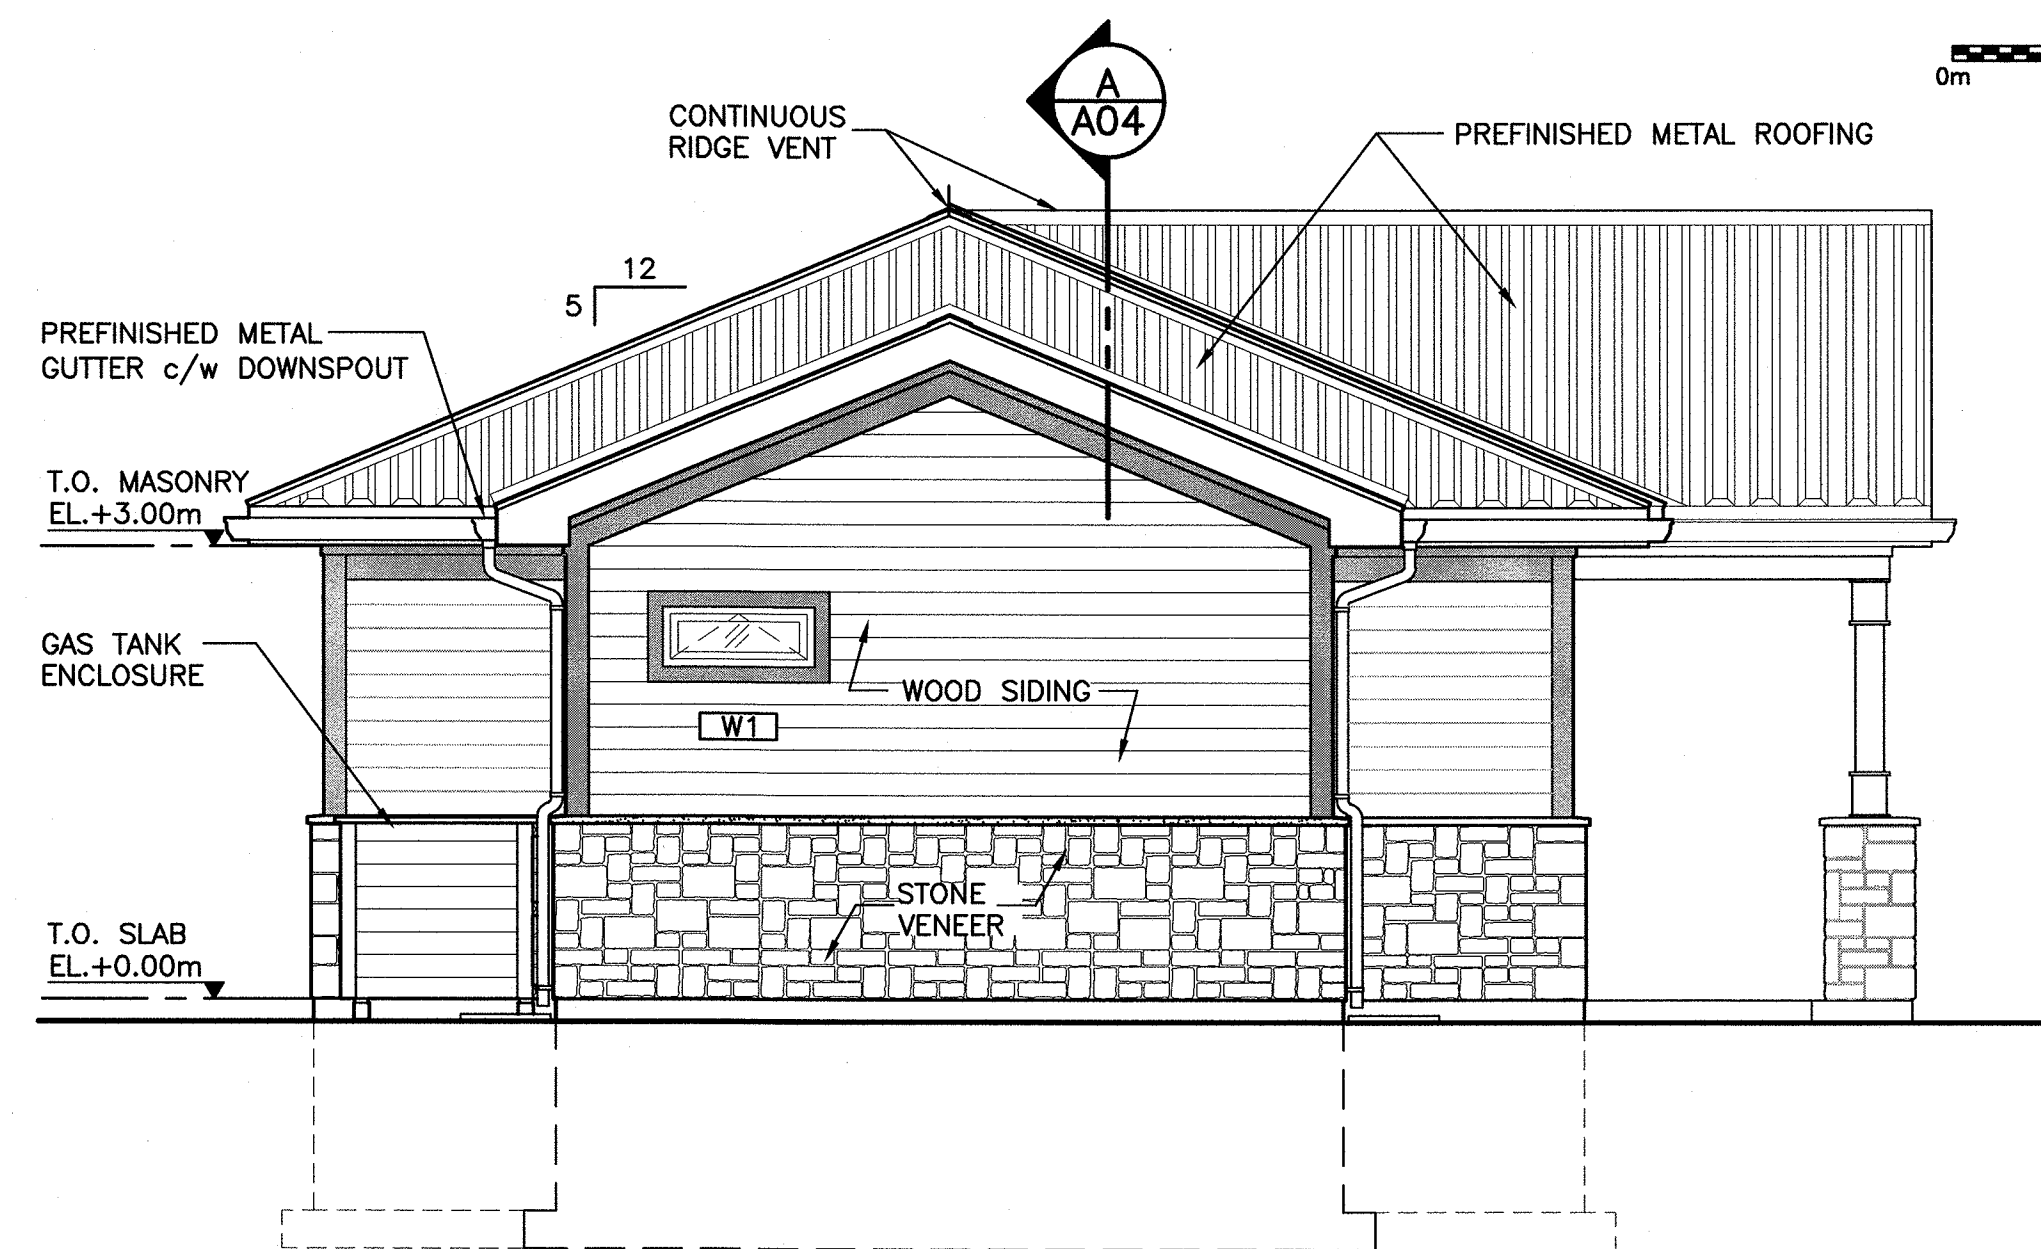 A
A04
0m
CONTINUOUS
RIDGE VENT
PREFINISHED METAL ROOFING
12
5
PREFINISHED METAL
GUTTER c/w DOWNSPOUT
T.O. MASONRY
EL.+3.00m
GAS TANK
ENCLOSURE
WOOD SIDING
W1
STONE
VENEER
T.O. SLAB
EL.+0.00m